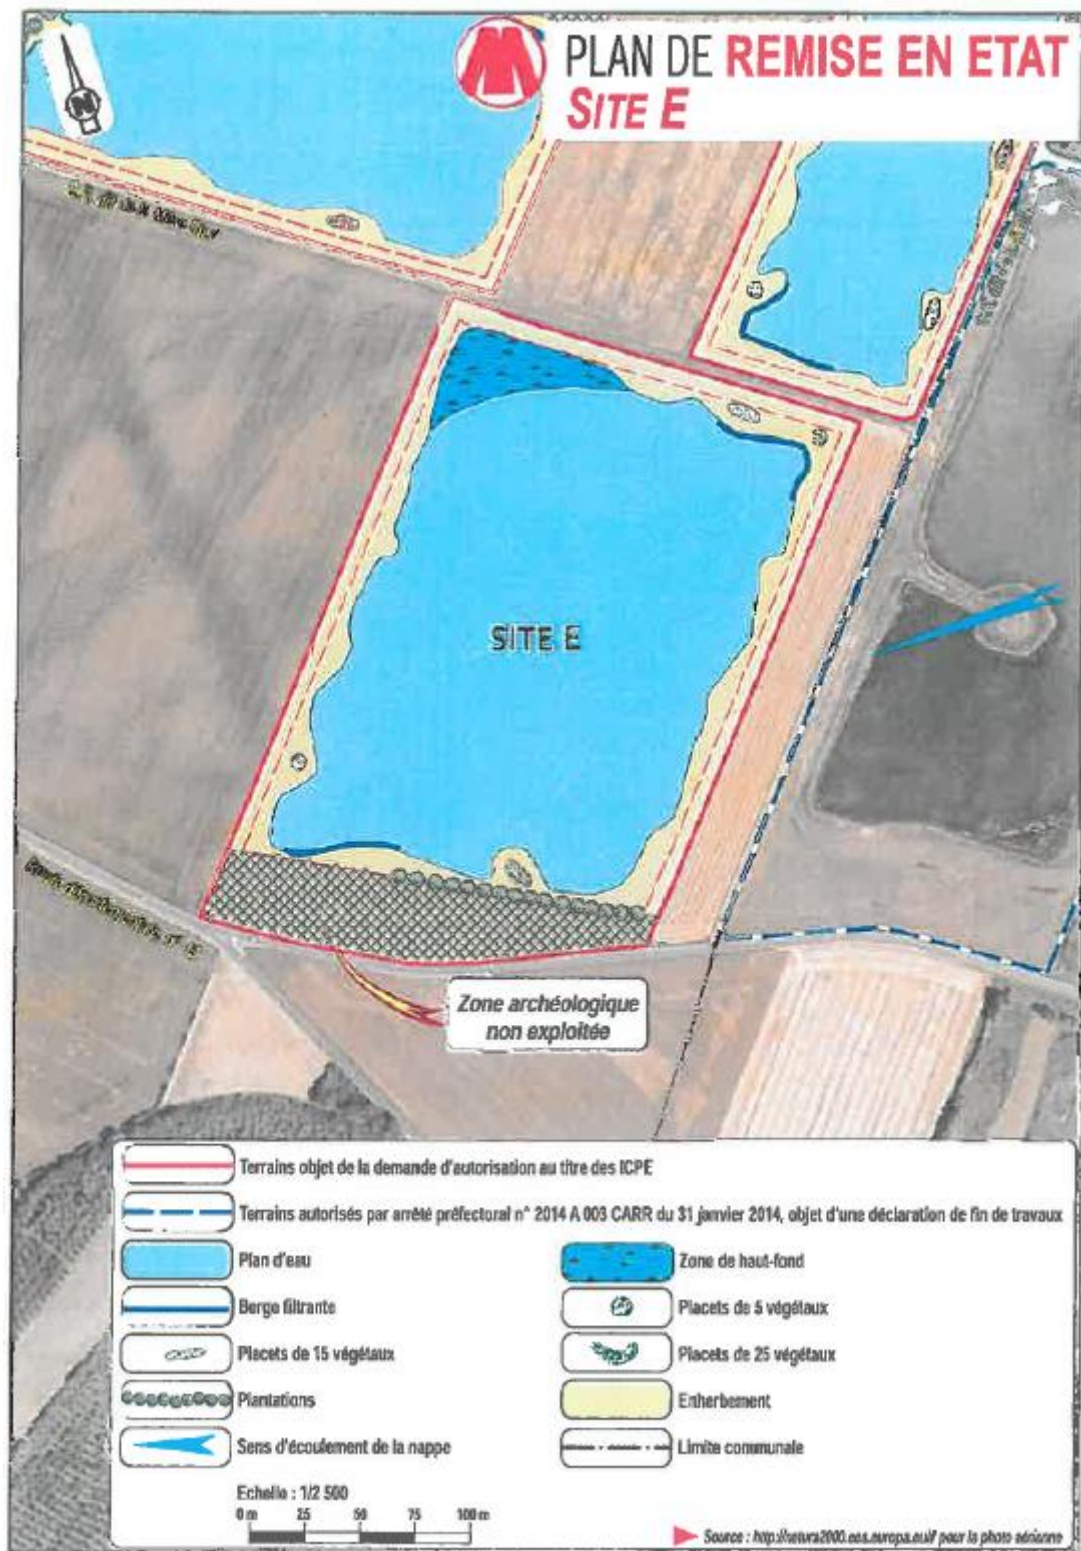 PLAN DE REMISE EN ETAT
SITE E
N
SITE E
Zone archéologique
non exploitée
Terrains objet de la demande d'autorisation au titre des ICPE
Terrains autorisés par arrêté préfectoral n° 2014 A 003 CARR du 31 janvier 2014, objet d'une déclaration de fin de travaux
Plan d'eau
Zone de haut-fond
Berge filtrante
Placets de 5 végétaux
Placets de 15 végétaux
Placets de 25 végétaux
Plantations
Enherbement
Sens d'écoulement de la nappe
Limite communale
Echelle : 1/2 500
0 m 25 50 75 100 m
Source : http://natura2000.eea.europa.eu/# pour la photo aérienne